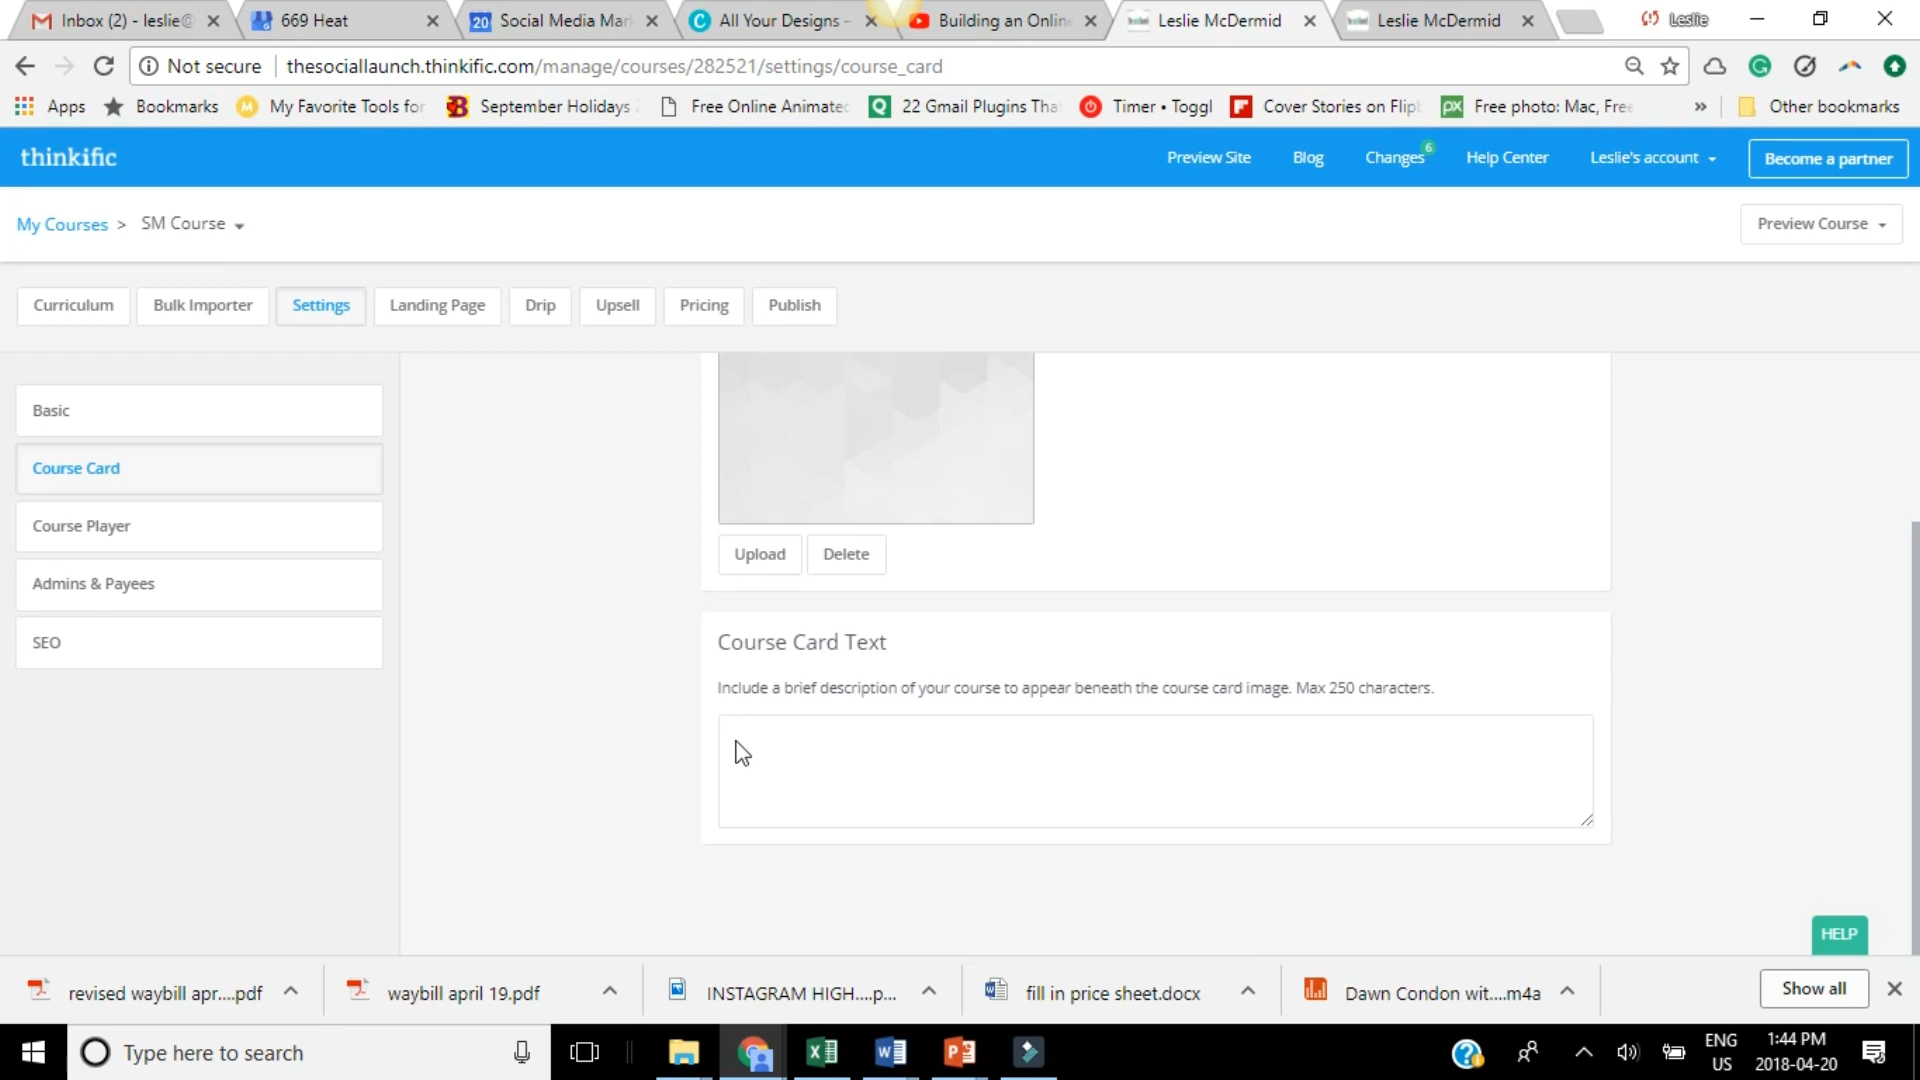 Inbox (2) - leslie@
669 Heat
20 Social Media Mark
All Your Designs –
Building an Online
Leslie McDermid
Leslie McDermid
Leslie
Not secure thesociallaunch.thinkific.com/manage/courses/282521/settings/course_card
Apps
Bookmarks
My Favorite Tools for
September Holidays
Free Online Animated
22 Gmail Plugins Tha
Timer • Toggl
Cover Stories on Flip
px Free photo: Mac, Free
» Other bookmarks
thinkific
Preview Site
Blog
Changes 6
Help Center
Leslie's account
Become a partner
My Courses > SM Course
Preview Course
Curriculum
Bulk Importer
Settings
Landing Page
Drip
Upsell
Pricing
Publish
Basic
Course Card
Course Player
Admins & Payees
SEO
Upload
Delete
Course Card Text
Include a brief description of your course to appear beneath the course card image. Max 250 characters.
HELP
revised waybill apr....pdf
waybill april 19.pdf
INSTAGRAM HIGH....p...
fill in price sheet.docx
Dawn Condon wit....m4a
Show all
Type here to search
ENG
US
1:44 PM
2018-04-20